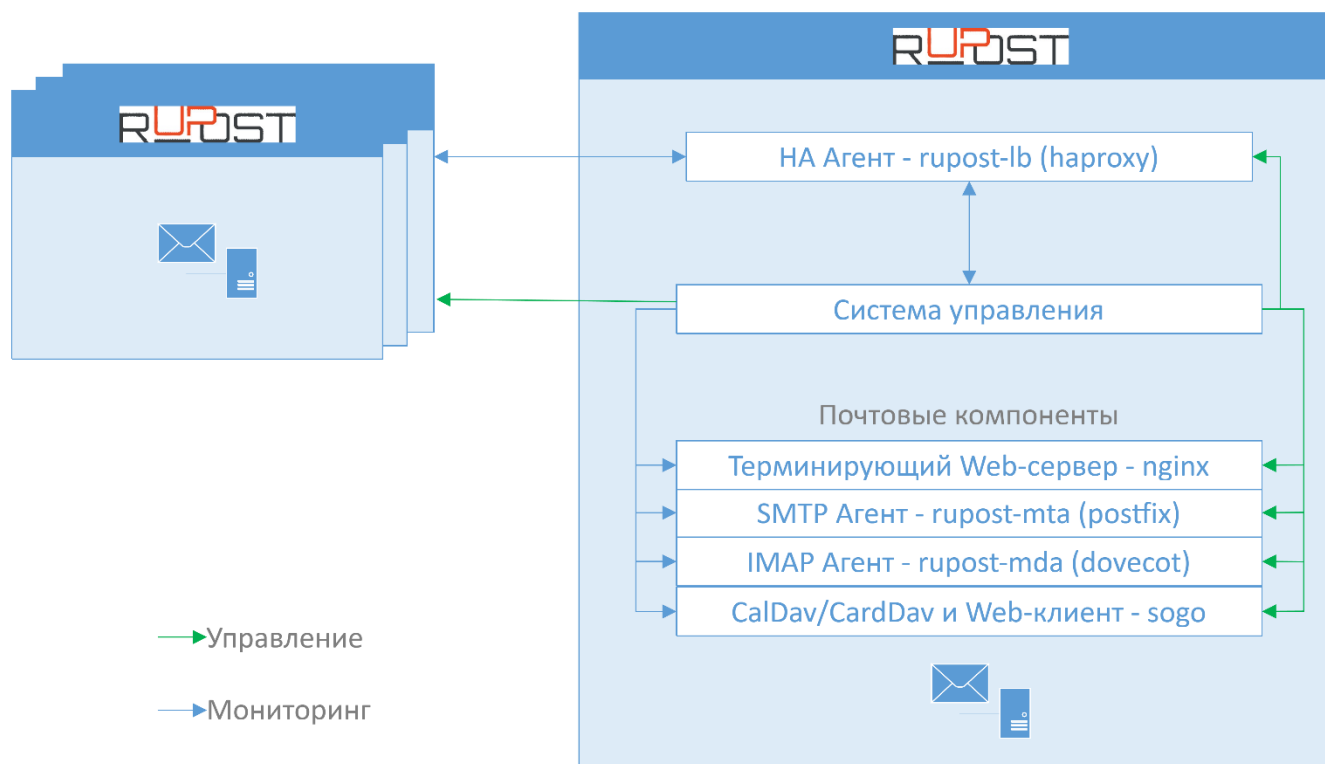 RUPOST
RUPOST
НА Агент - rupost-lb (haproxy)
Система управления
Почтовые компоненты
Терминирующий Web-сервер - nginx
SMTP Агент - rupost-mta (postfix)
IMAP Агент - rupost-mda (dovecot)
CalDav/CardDav и Web-клиент - sogo
Управление
Мониторинг